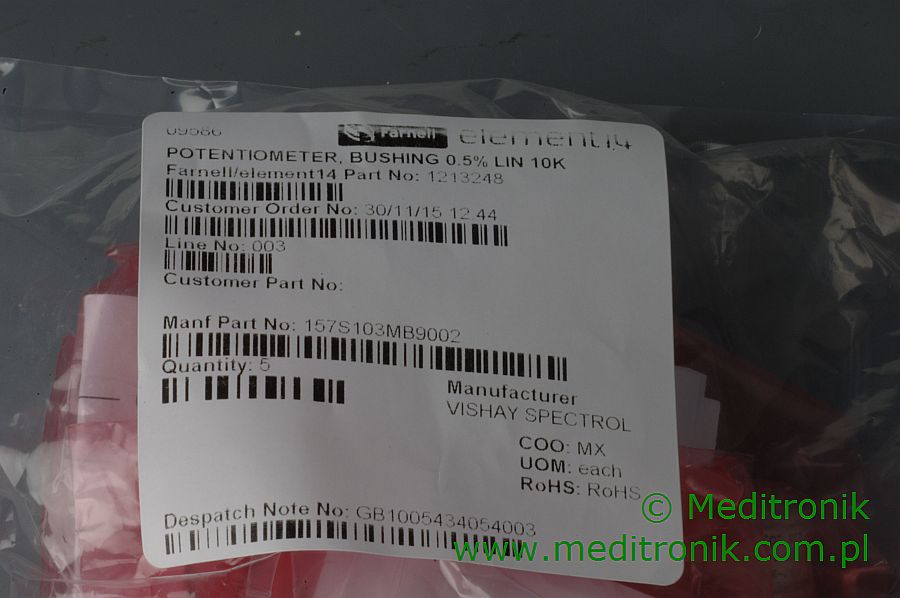 09586 Farnell element14
POTENTIOMETER, BUSHING 0.5% LIN 10K
Farnell/element14 Part No: 1213248
Customer Order No: 30/11/15 12:44
Line No: 003
Customer Part No:
Manf Part No: 157S103MB9002
Quantity: 5
Manufacturer
VISHAY SPECTROL
COO: MX
UOM: each
RoHS: RoHS
Despatch Note No: GB1005434054003
© Meditronik
www.meditronik.com.pl